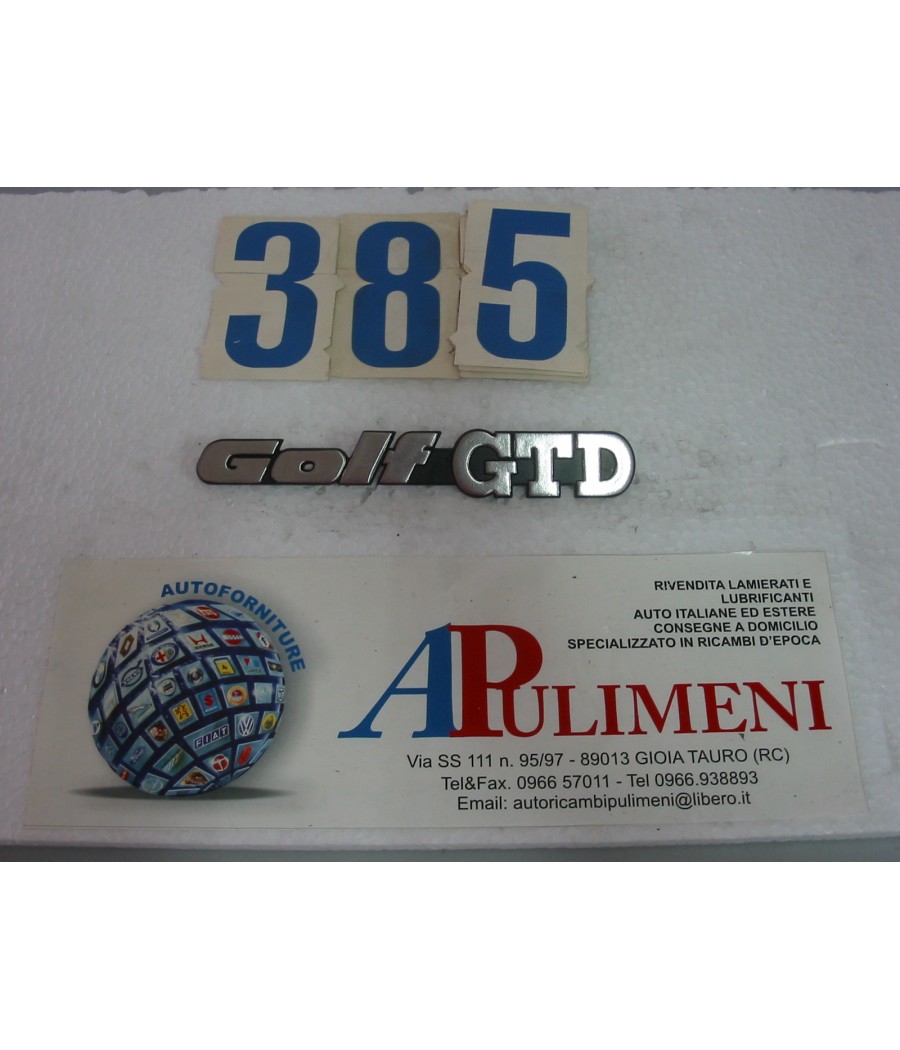 385
Golf GTD
AUTOFORNITURE
FIAT
RIVENDITA LAMIERATI E
LUBRIFICANTI
AUTO ITALIANE ED ESTERE
CONSEGNE A DOMICILIO
SPECIALIZZATO IN RICAMBI D'EPOCA
APULIMENI
Via SS 111 n. 95/97 - 89013 GIOIA TAURO (RC)
Tel&Fax. 0966 57011 - Tel 0966.938893
Email: autoricambipulimeni@libero.it